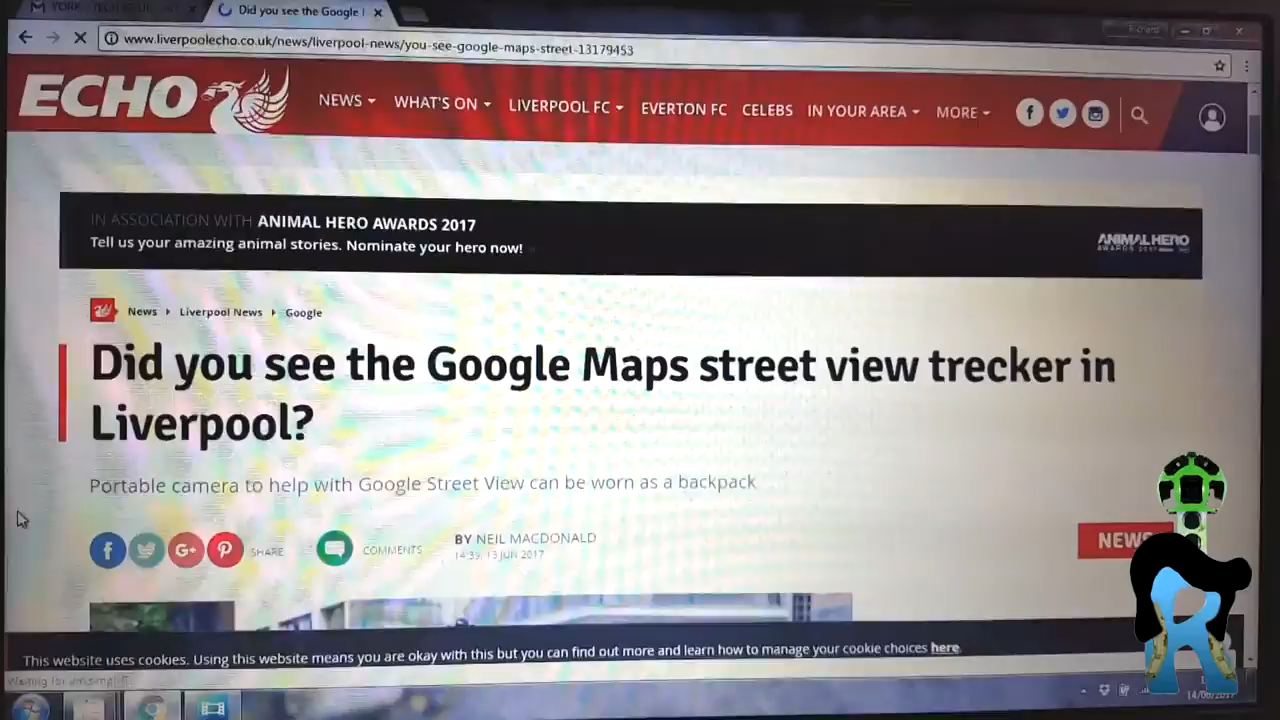 Did you see the Google
www.liverpoolecho.co.uk/news/liverpool-news/you-see-google-maps-street-13179453
Richard
ECHO
NEWS WHAT'S ON LIVERPOOL FC EVERTON FC CELEBS IN YOUR AREA MORE
IN ASSOCIATION WITH ANIMAL HERO AWARDS 2017
Tell us your amazing animal stories. Nominate your hero now!
ANIMAL HERO
AWARDS 2017
News Liverpool News Google
Did you see the Google Maps street view trecker in
Liverpool?
Portable camera to help with Google Street View can be worn as a backpack
SHARE COMMENTS
BY NEIL MACDONALD
14:39, 13 JUN 2017
NEWS
R
This website uses cookies. Using this website means you are okay with this but you can find out more and learn how to manage your cookie choices here.
14/06/2017